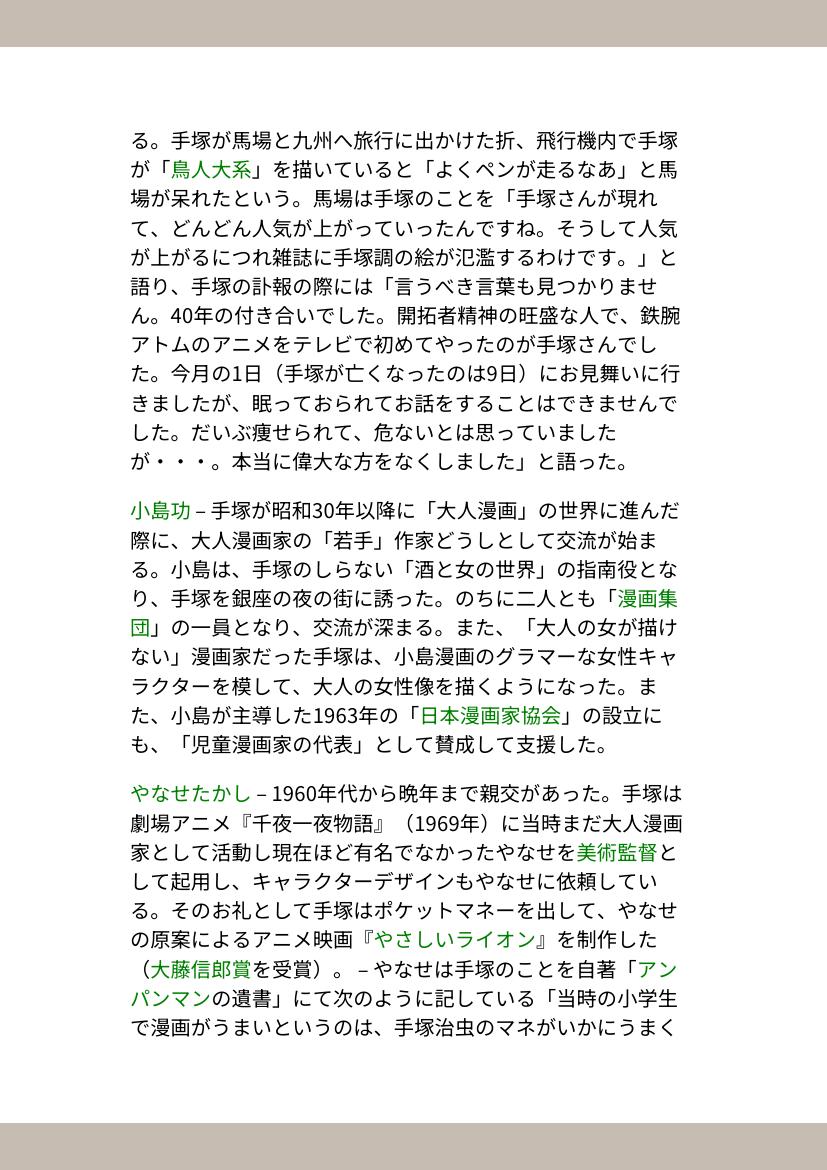 る。手塚が馬場と九州へ旅行に出かけた折、飛行機内で手塚
が「鳥人大系」を描いていると「よくペンが走るなあ」と馬
場が呆れたという。馬場は手塚のことを「手塚さんが現れ
て、どんどん人気が上がっていったんですね。そうして人気
が上がるにつれ雑誌に手塚調の絵が氾濫するわけです。」と
語り、手塚の訃報の際には「言うべき言葉も見つかりませ
ん。40年の付き合いでした。開拓者精神の旺盛な人で、鉄腕
アトムのアニメをテレビで初めてやったのが手塚さんでし
た。今月の1日（手塚が亡くなったのは9日）にお見舞いに行
きましたが、眠っておられてお話をすることはできませんで
した。だいぶ痩せられて、危ないとは思っていました
が・・・。本当に偉大な方をなくしました」と語った。
小島功 – 手塚が昭和30年以降に「大人漫画」の世界に進んだ
際に、大人漫画家の「若手」作家どうしとして交流が始ま
る。小島は、手塚のしらない「酒と女の世界」の指南役とな
り、手塚を銀座の夜の街に誘った。のちに二人とも「漫画集
団」の一員となり、交流が深まる。また、「大人の女が描け
ない」漫画家だった手塚は、小島漫画のグラマーな女性キャ
ラクターを模して、大人の女性像を描くようになった。ま
た、小島が主導した1963年の「日本漫画家協会」の設立に
も、「児童漫画家の代表」として賛成して支援した。
やなせたかし – 1960年代から晩年まで親交があった。手塚は
劇場アニメ『千夜一夜物語』（1969年）に当時まだ大人漫画
家として活動し現在ほど有名でなかったやなせを美術監督と
して起用し、キャラクターデザインもやなせに依頼してい
る。そのお礼として手塚はポケットマネーを出して、やなせ
の原案によるアニメ映画『やさしいライオン』を制作した
（大藤信郎賞を受賞）。 – やなせは手塚のことを自著「アン
パンマンの遺書」にて次のように記している「当時の小学生
で漫画がうまいというのは、手塚治虫のマネがいかにうまく